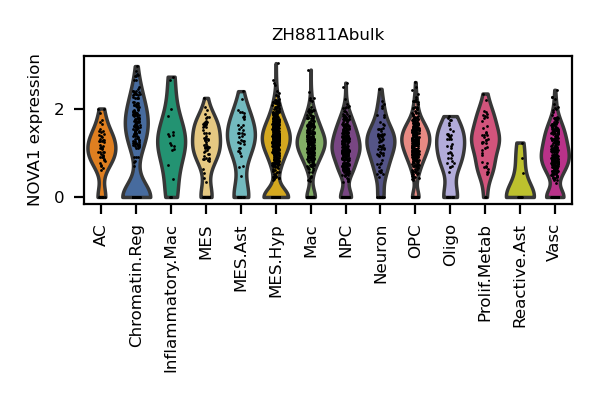 ZH8811Abulk
NOVA1 expression
2
0
AC
Chromatin.Reg
Inflammatory.Mac
MES
MES.Ast
MES.Hyp
Mac
NPC
Neuron
OPC
Oligo
Prolif.Metab
Reactive.Ast
Vasc